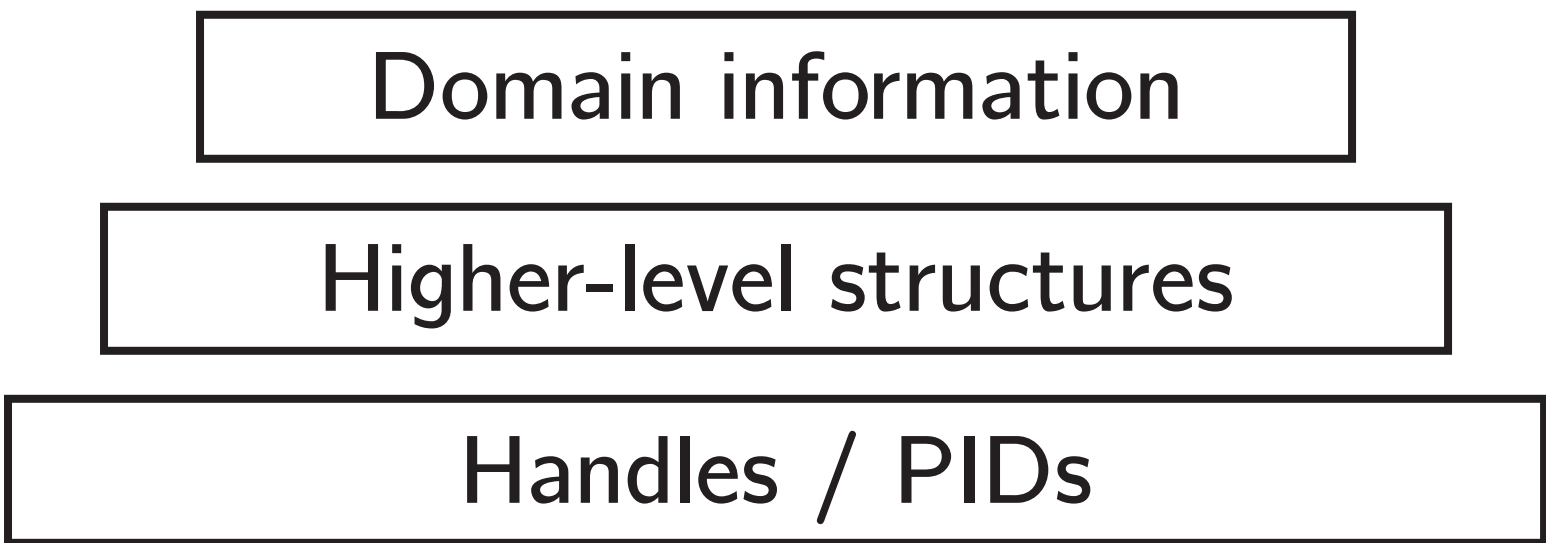 Domain information
Higher-level structures
Handles / PIDs